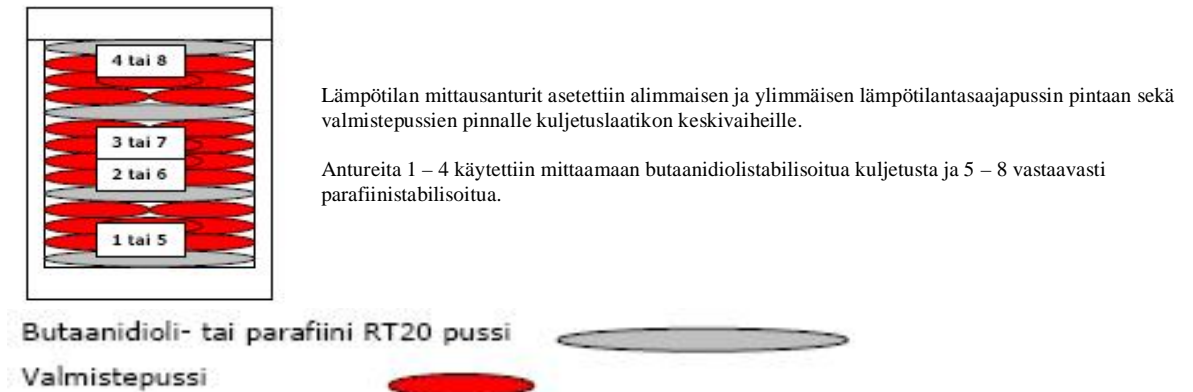 4 tai 8
3 tai 7
2 tai 6
1 tai 5
Lämpötilan mittausanturit asetettiin alimmaisen ja ylimmäisen lämpötilantasaajapussin pintaan sekä
valmistepussien pinnalle kuljetuslaatikon keskivaiheille.
Antureita 1 – 4 käytettiin mittaamaan butaanidiolistabilisoitua kuljetusta ja 5 – 8 vastaavasti
parafiinistabilisoitua.
Butaanidioli- tai parafiini RT20 pussi
Valmistepussi